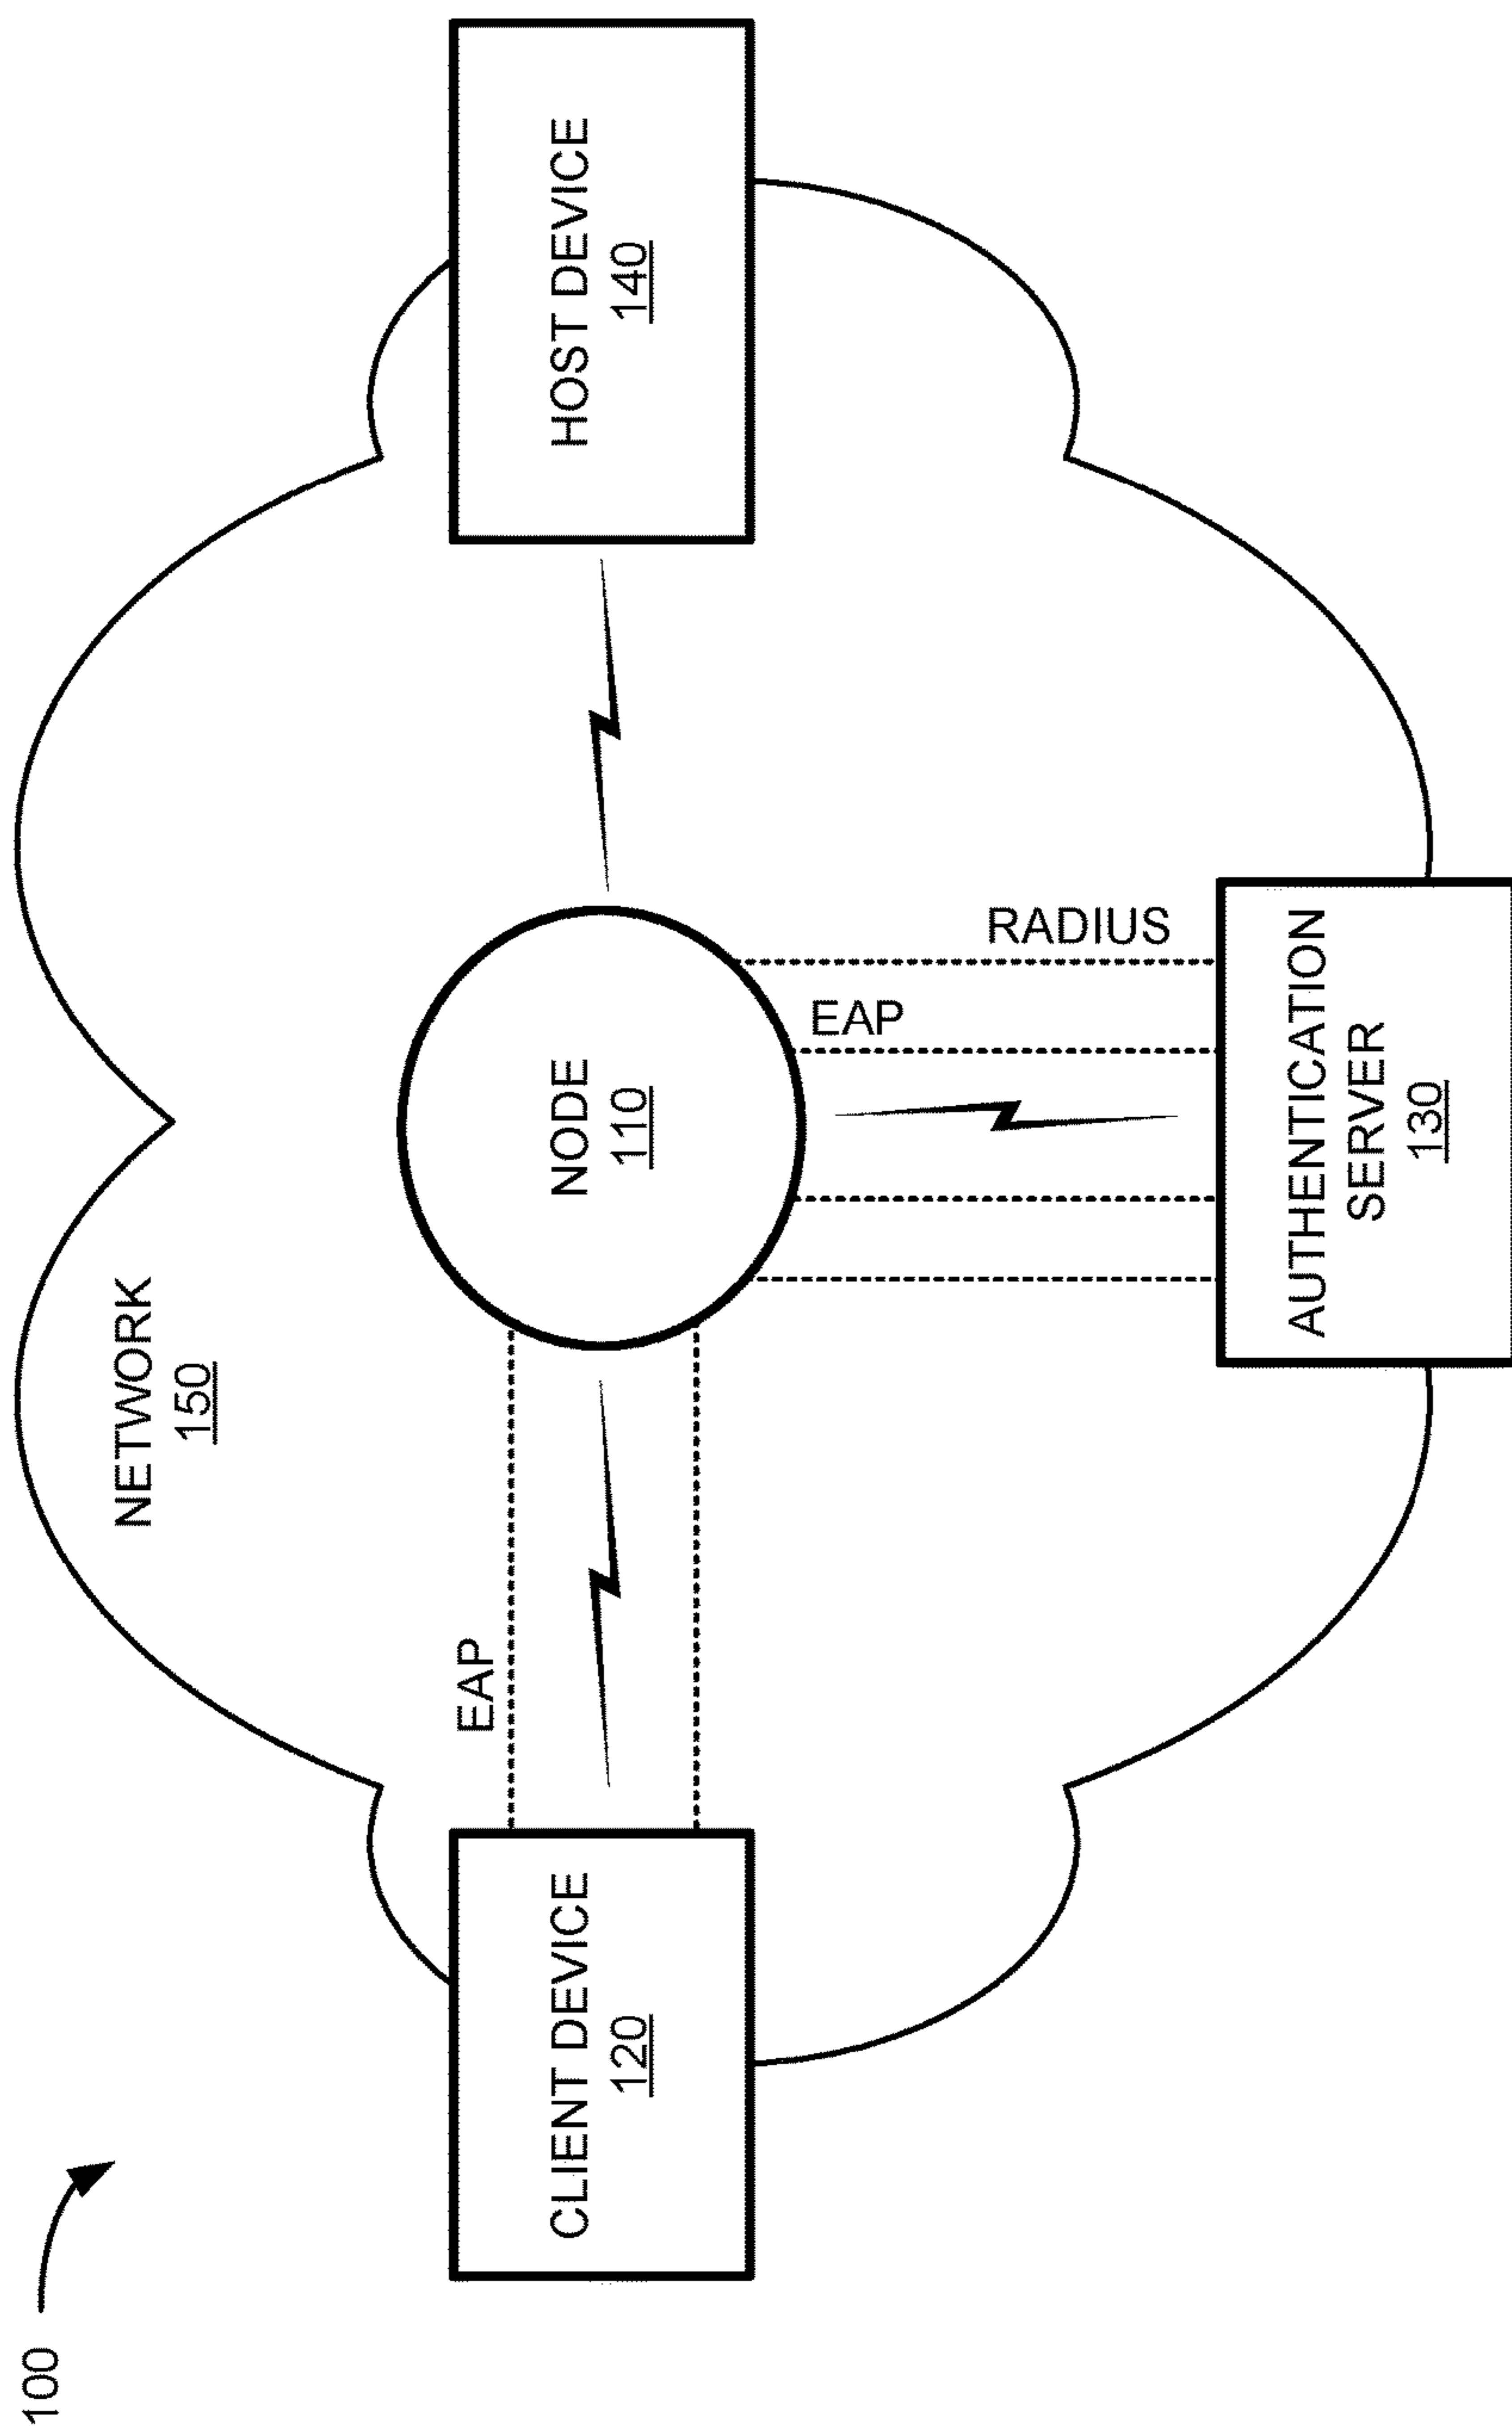 100
NETWORK
150
CLIENT DEVICE
120
EAP
NODE
110
HOST DEVICE
140
EAP
RADIUS
AUTHENTICATION
SERVER
130